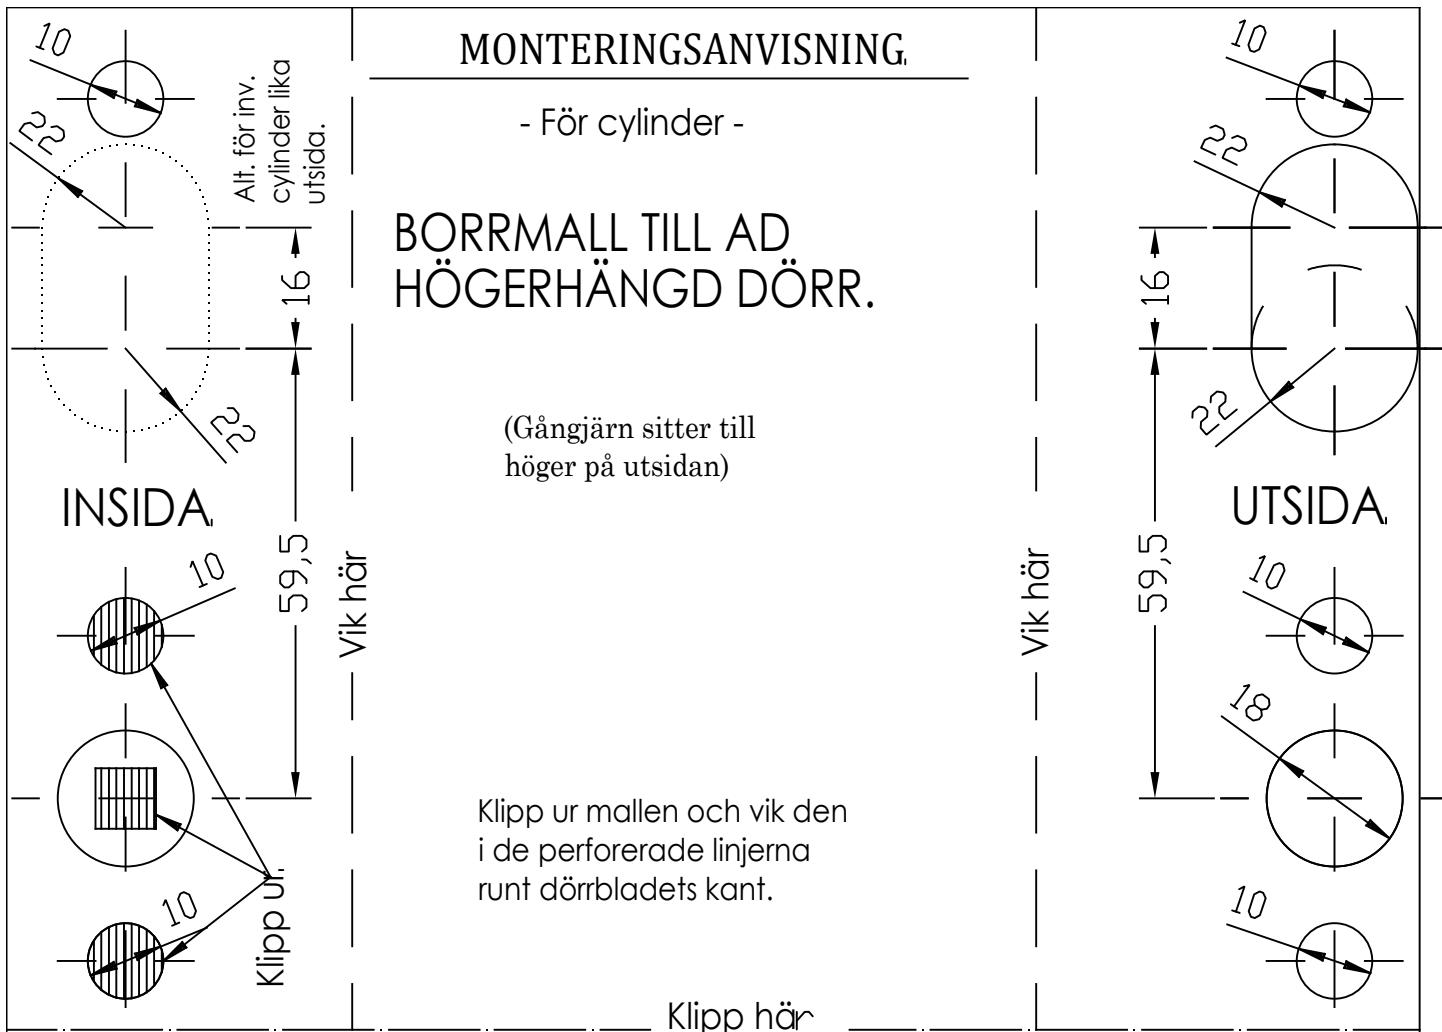 MONTERINGSANVISNING.
- För cylinder -
BORRMALL TILL AD
HÖGERHÄNGD DÖRR.
(Gångjärn sitter till
höger på utsidan)
Klipp ur mallen och vik den
i de perforerade linjerna
runt dörrbladets kant.
Klipp här
10
22
Alt. för inv.
cylinder lika
utsida.
16
22
INSIDA.
59,5
10
10
Klipp ur.
Vik här
Vik här
10
22
16
22
UTSIDA.
59,5
10
18
10